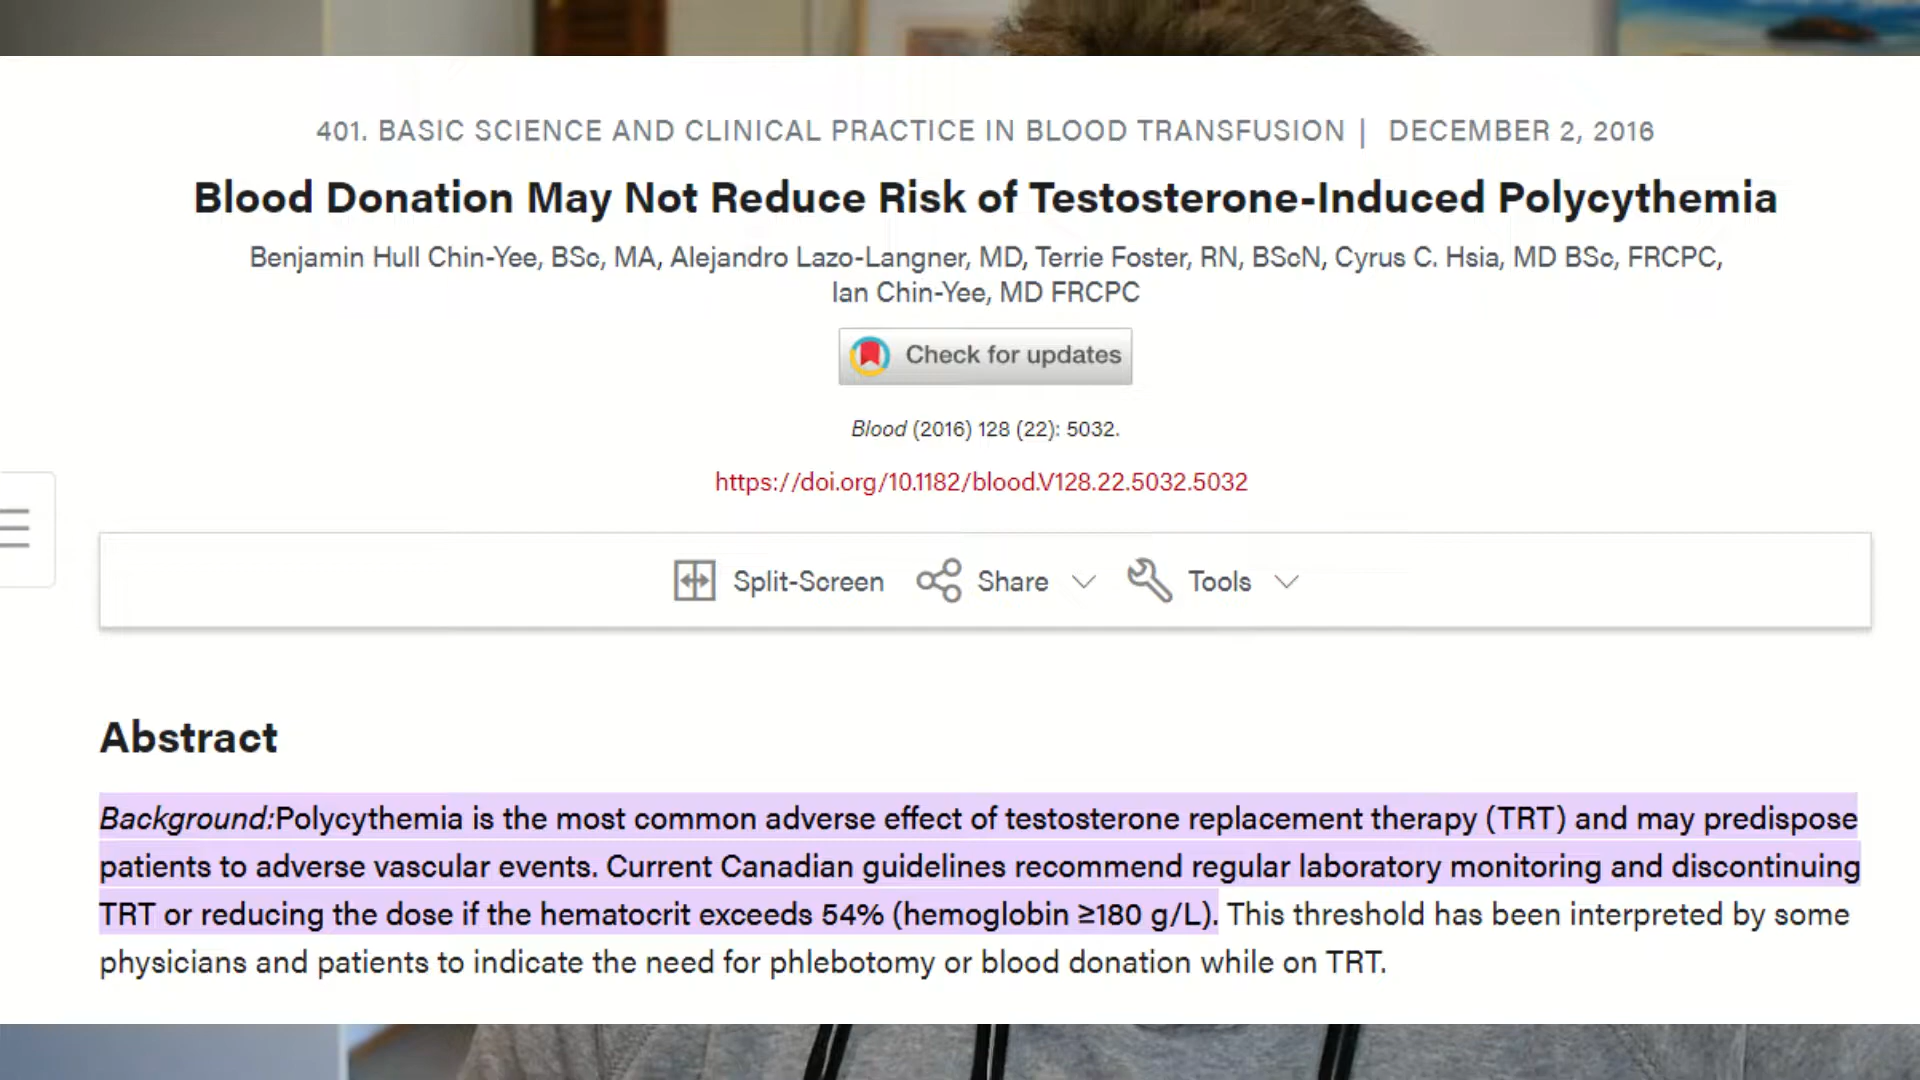 401. BASIC SCIENCE AND CLINICAL PRACTICE IN BLOOD TRANSFUSION | DECEMBER 2, 2016
Blood Donation May Not Reduce Risk of Testosterone-Induced Polycythemia
Benjamin Hull Chin-Yee, BSc, MA, Alejandro Lazo-Langner, MD, Terrie Foster, RN, BScN, Cyrus C. Hsia, MD BSc, FRCPC,
Ian Chin-Yee, MD FRCPC
Check for updates
Blood (2016) 128 (22): 5032.
https://doi.org/10.1182/blood.V128.22.5032.5032
Split-Screen Share Tools
Abstract
Background:Polycythemia is the most common adverse effect of testosterone replacement therapy (TRT) and may predispose
patients to adverse vascular events. Current Canadian guidelines recommend regular laboratory monitoring and discontinuing
TRT or reducing the dose if the hematocrit exceeds 54% (hemoglobin ≥180 g/L). This threshold has been interpreted by some
physicians and patients to indicate the need for phlebotomy or blood donation while on TRT.